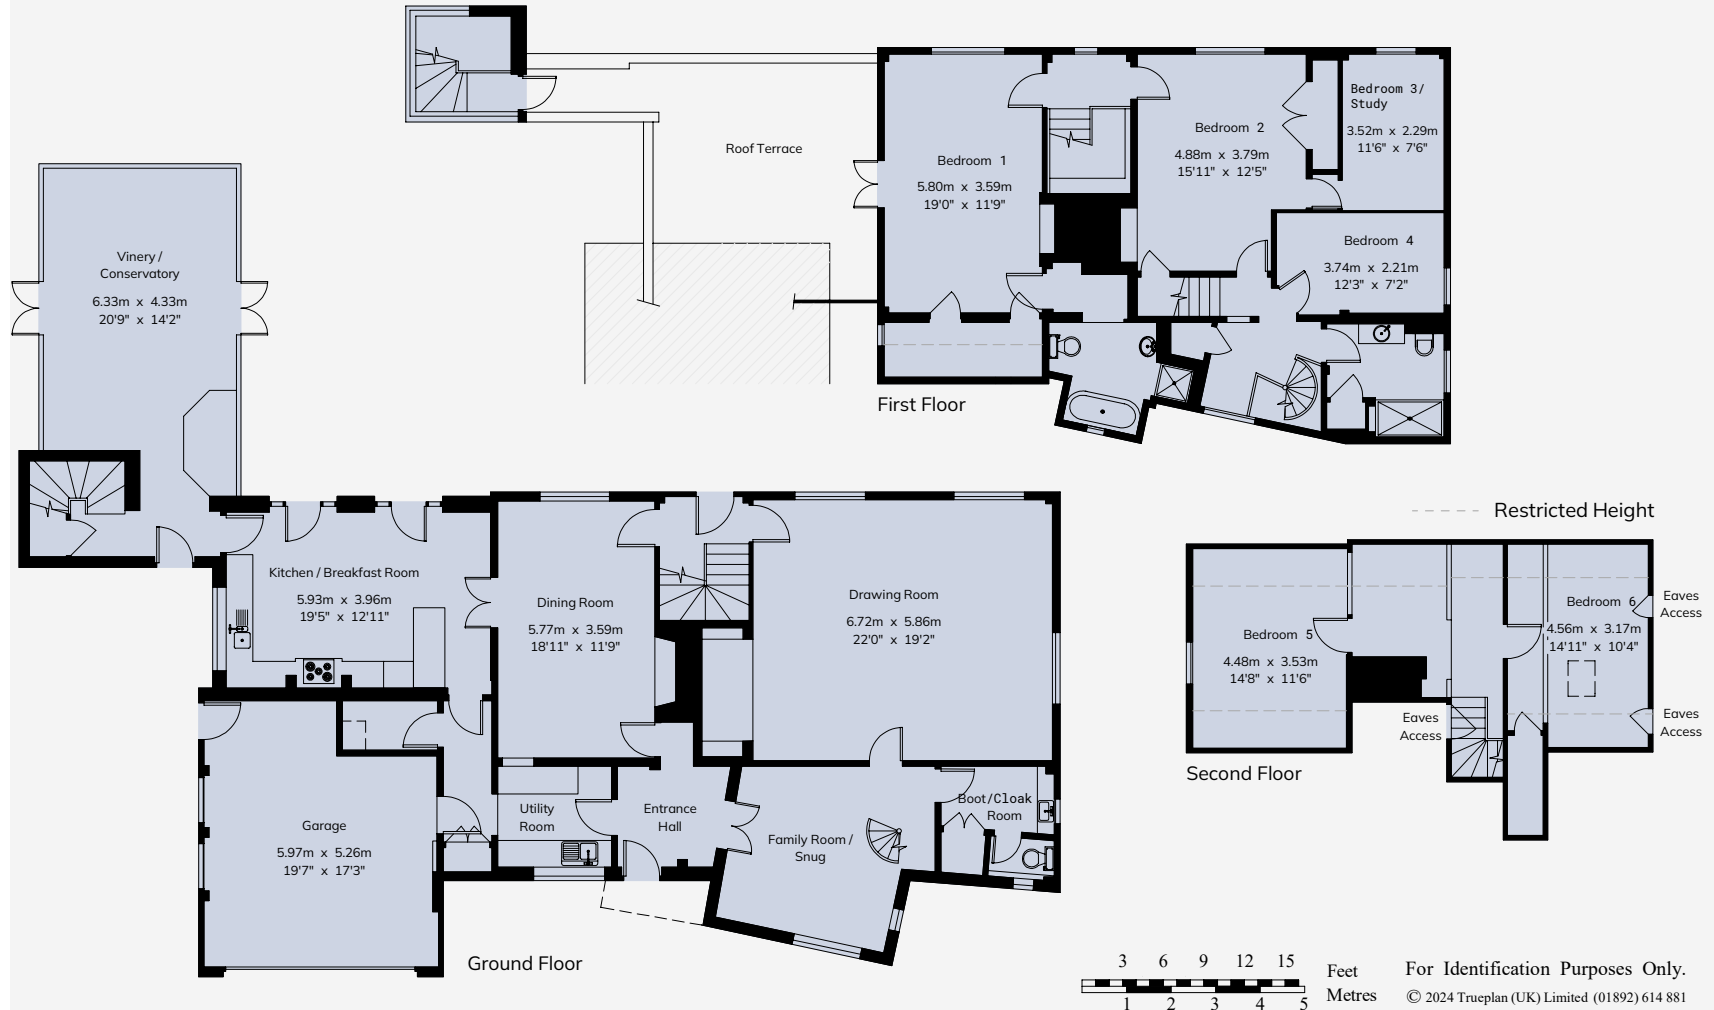 Roof Terrace
Bedroom 1
5.80m x 3.59m
19'0" x 11'9"
Bedroom 2
4.88m x 3.79m
15'11" x 12'5"
Bedroom 3/
Study
3.52m x 2.29m
11'6" x 7'6"
Bedroom 4
3.74m x 2.21m
12'3" x 7'2"
First Floor
Vinery /
Conservatory
6.33m x 4.33m
20'9" x 14'2"
Kitchen / Breakfast Room
5.93m x 3.96m
19'5" x 12'11"
Dining Room
5.77m x 3.59m
18'11" x 11'9"
Drawing Room
6.72m x 5.86m
22'0" x 19'2"
Garage
5.97m x 5.26m
19'7" x 17'3"
Utility
Room
Entrance
Hall
Family Room /
Snug
Boot/Cloak
Room
Ground Floor
Restricted Height
Bedroom 5
4.48m x 3.53m
14'8" x 11'6"
Bedroom 6
4.56m x 3.17m
14'11" x 10'4"
Eaves
Access
Eaves
Access
Eaves
Access
Second Floor
3 6 9 12 15
Feet
Metres
1 2 3 4 5
For Identification Purposes Only.
© 2024 Trueplan (UK) Limited (01892) 614 881